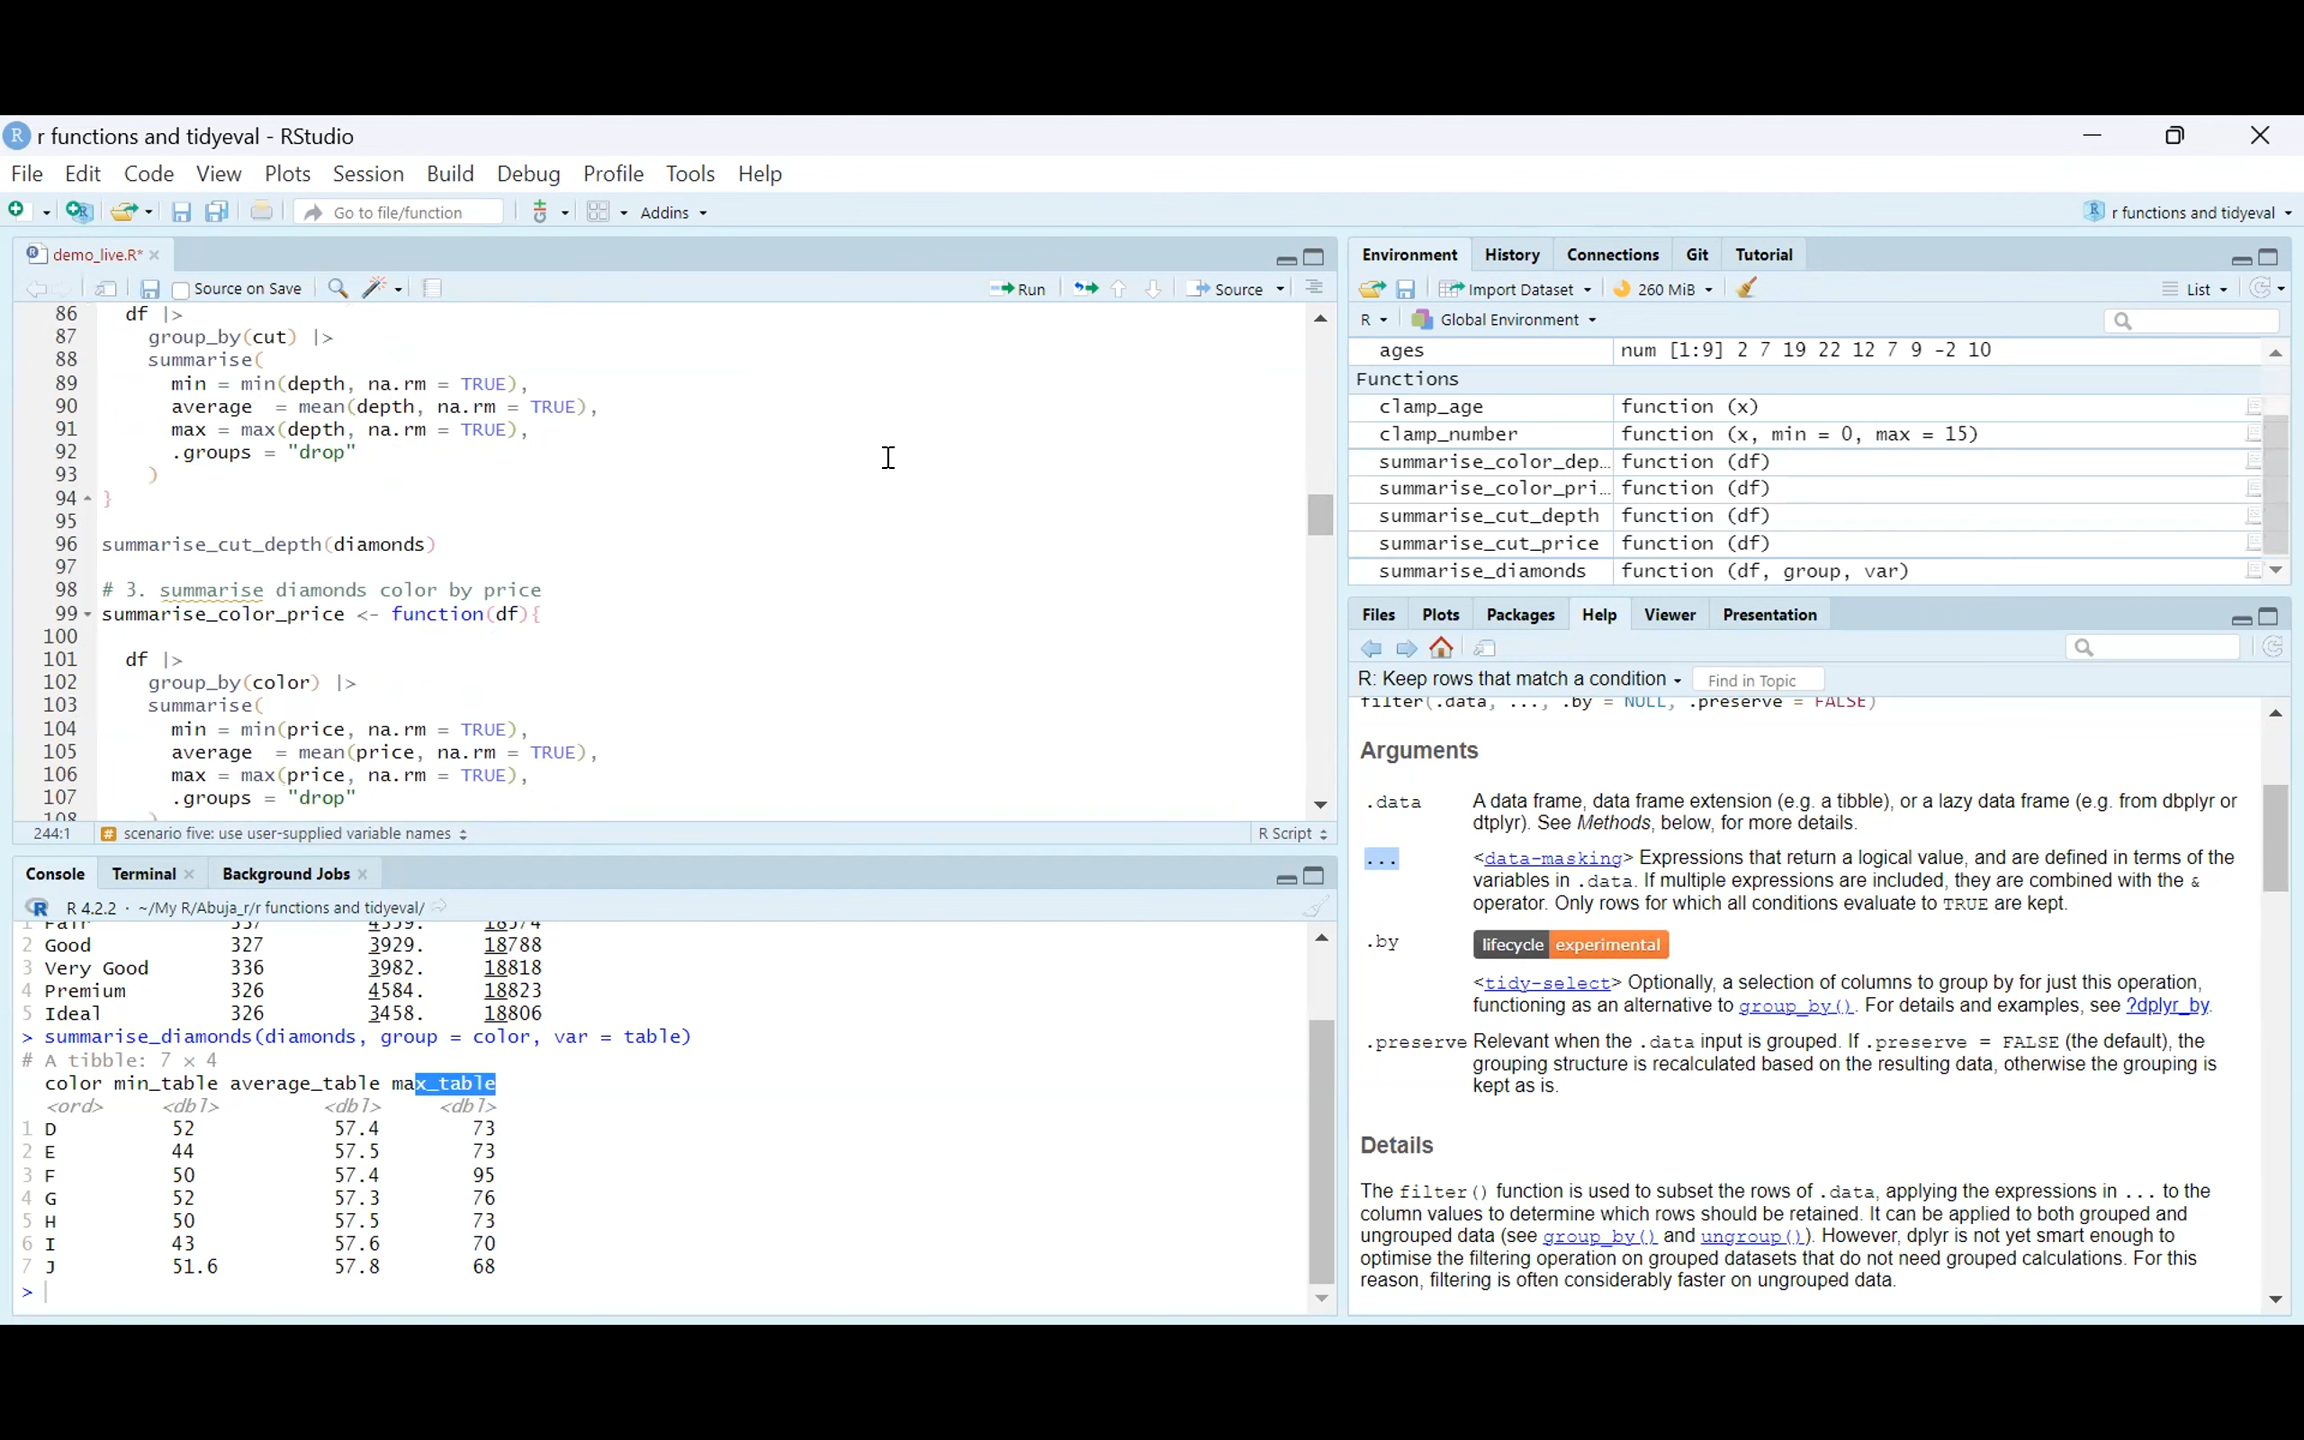 r functions and tidyeval - RStudio
File Edit Code View Plots Session Build Debug Profile Tools Help
Go to file/function Addins r functions and tidyeval
demo_live.R*
Source on Save Run Source
86 df |>
87 group_by(cut) |>
88 summarise(
89 min = min(depth, na.rm = TRUE),
90 average = mean(depth, na.rm = TRUE),
91 max = max(depth, na.rm = TRUE),
92 .groups = "drop"
93 )
94 }
95
96 summarise_cut_depth(diamonds)
97
98 # 3. summarise diamonds color by price
99 summarise_color_price <- function(df){
100
101 df |>
102 group_by(color) |>
103 summarise(
104 min = min(price, na.rm = TRUE),
105 average = mean(price, na.rm = TRUE),
106 max = max(price, na.rm = TRUE),
107 .groups = "drop"
108 )
244:1 # scenario five: use user-supplied variable names R Script
Console Terminal Background Jobs
R 4.2.2 · ~/My R/Abuja_r/r functions and tidyeval/
2 Good 327 3929. 18788
3 Very Good 336 3982. 18818
4 Premium 326 4584. 18823
5 Ideal 326 3458. 18806
> summarise_diamonds(diamonds, group = color, var = table)
# A tibble: 7 × 4
color min_table average_table max_table
<ord> <dbl> <dbl> <dbl>
1 D 52 57.4 73
2 E 44 57.5 73
3 F 50 57.4 95
4 G 52 57.3 76
5 H 50 57.5 73
6 I 43 57.6 70
7 J 51.6 57.8 68
>
Environment History Connections Git Tutorial
Import Dataset 260 MiB List
R Global Environment
ages num [1:9] 2 7 19 22 12 7 9 -2 10
Functions
clamp_age function (x)
clamp_number function (x, min = 0, max = 15)
summarise_color_dep… function (df)
summarise_color_pri… function (df)
summarise_cut_depth function (df)
summarise_cut_price function (df)
summarise_diamonds function (df, group, var)
Files Plots Packages Help Viewer Presentation
R: Keep rows that match a condition Find in Topic
filter(.data, ..., .by = NULL, .preserve = FALSE)
Arguments
.data A data frame, data frame extension (e.g. a tibble), or a lazy data frame (e.g. from dbplyr or
dtplyr). See Methods, below, for more details.
... <data-masking> Expressions that return a logical value, and are defined in terms of the
variables in .data. If multiple expressions are included, they are combined with the &
operator. Only rows for which all conditions evaluate to TRUE are kept.
.by lifecycle experimental
<tidy-select> Optionally, a selection of columns to group by for just this operation,
functioning as an alternative to group_by(). For details and examples, see ?dplyr_by.
.preserve Relevant when the .data input is grouped. If .preserve = FALSE (the default), the
grouping structure is recalculated based on the resulting data, otherwise the grouping is
kept as is.
Details
The filter() function is used to subset the rows of .data, applying the expressions in ... to the
column values to determine which rows should be retained. It can be applied to both grouped and
ungrouped data (see group_by() and ungroup()). However, dplyr is not yet smart enough to
optimise the filtering operation on grouped datasets that do not need grouped calculations. For this
reason, filtering is often considerably faster on ungrouped data.